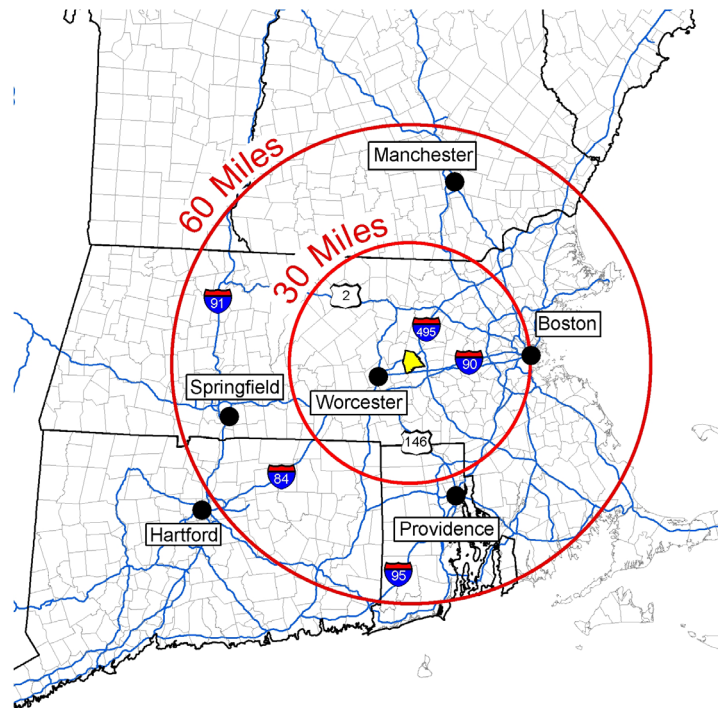 Manchester
60 Miles
30 Miles
91
2
495
Boston
90
Springfield
Worcester
146
84
Hartford
Providence
95